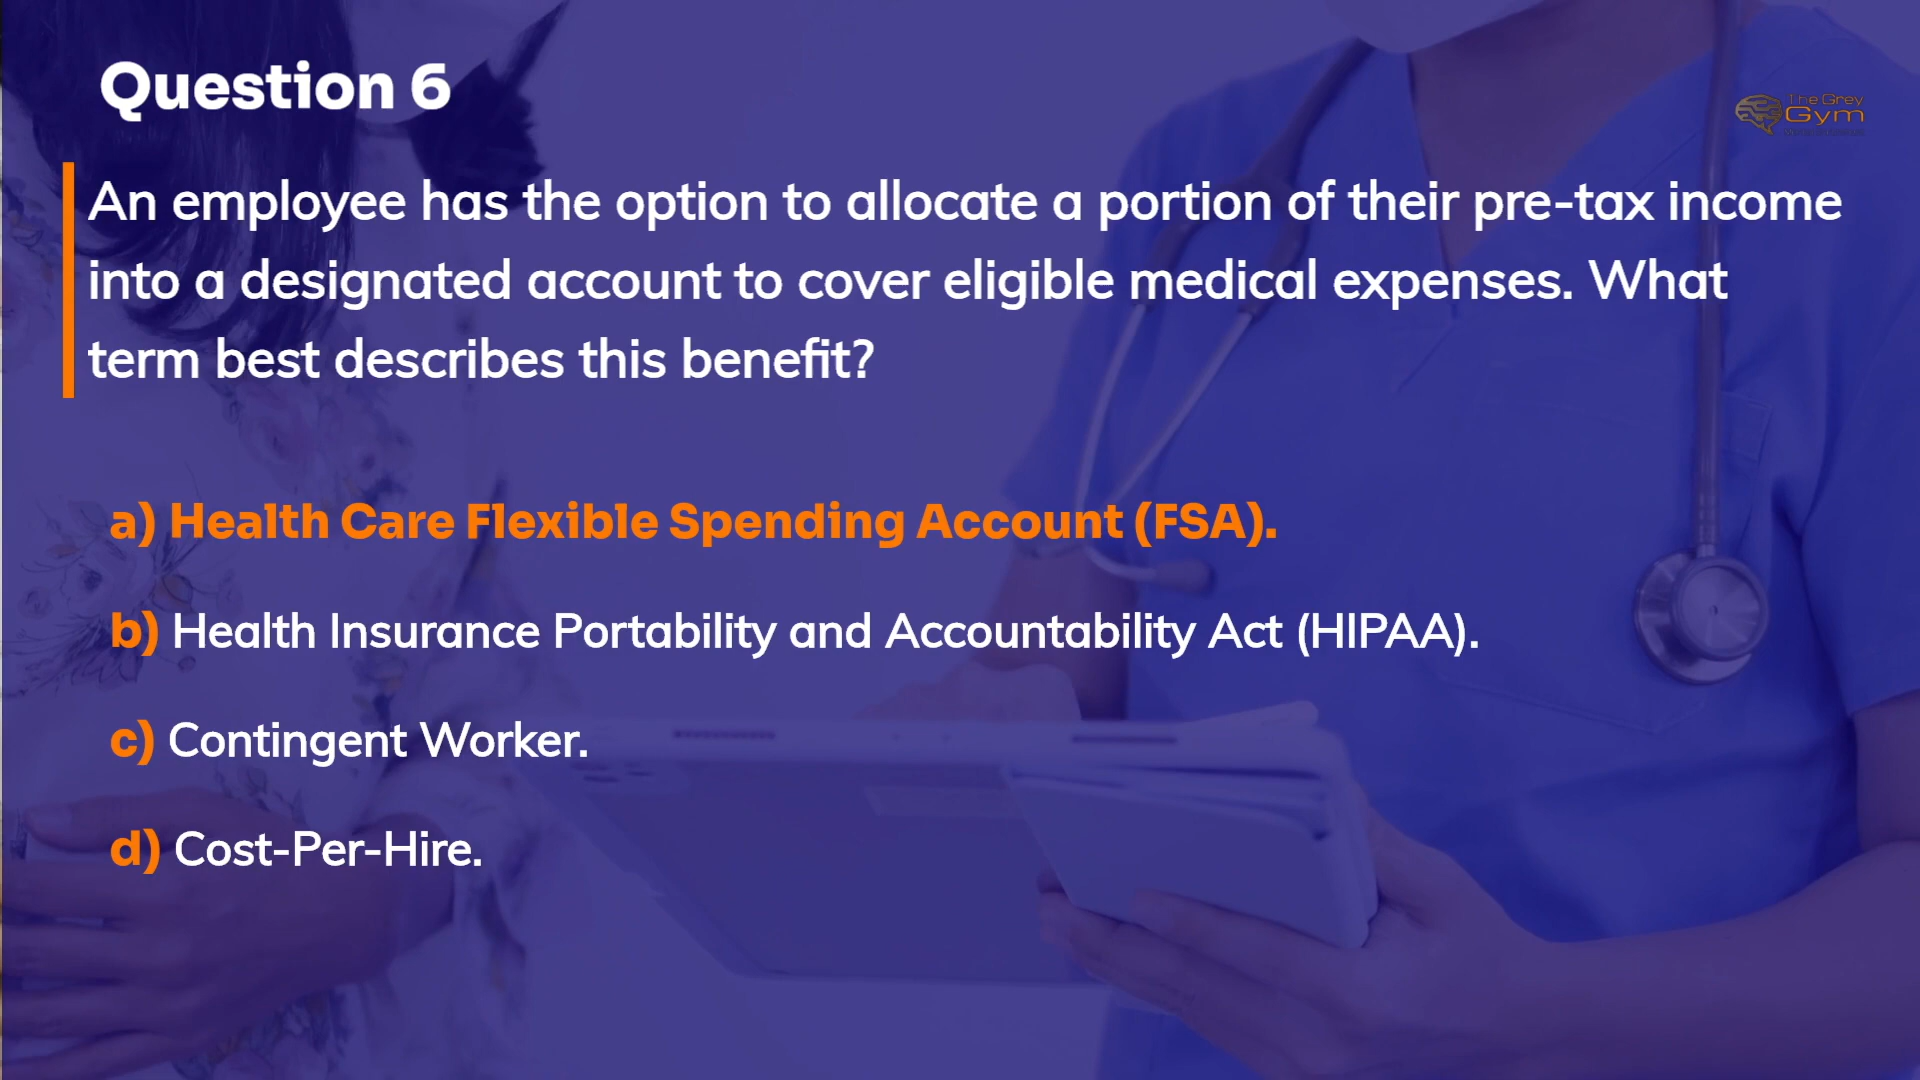 Question 6
The Grey
Gym
An employee has the option to allocate a portion of their pre-tax income
into a designated account to cover eligible medical expenses. What
term best describes this benefit?
a) Health Care Flexible Spending Account (FSA).
b) Health Insurance Portability and Accountability Act (HIPAA).
c) Contingent Worker.
d) Cost-Per-Hire.